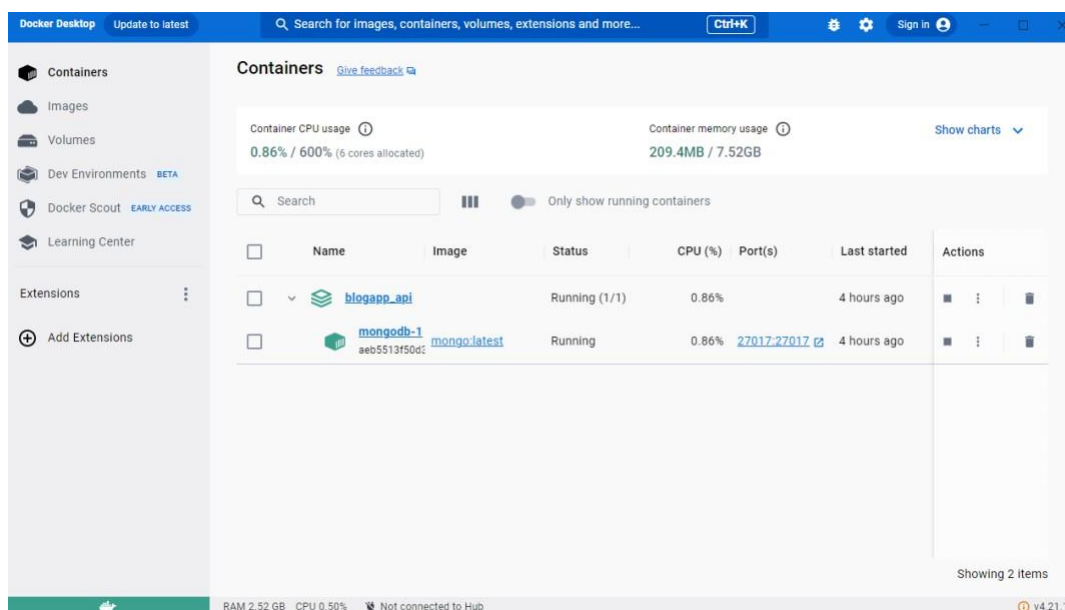 Docker Desktop Update to latest Search for images, containers, volumes, extensions and more... Ctrl+K Sign in
Containers
Images
Volumes
Dev Environments BETA
Docker Scout EARLY ACCESS
Learning Center
Extensions
Add Extensions
Containers Give feedback
Container CPU usage
0.86% / 600% (6 cores allocated)
Container memory usage
209.4MB / 7.52GB
Show charts
Search Only show running containers
Name Image Status CPU (%) Port(s) Last started Actions
blogapp_api Running (1/1) 0.86% 4 hours ago
mongodb-1 mongo:latest Running 0.86% 27017:27017 4 hours ago
aeb5513f50d3
Showing 2 items
RAM 2.52 GB CPU 0.50% Not connected to Hub v4.21.